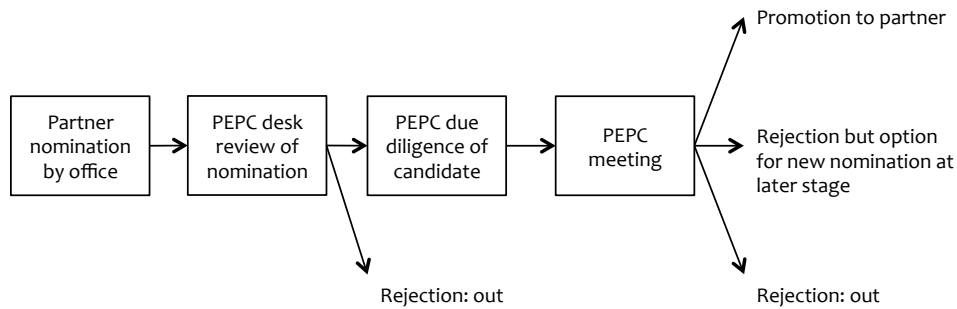 Promotion to partner
Partner
nomination
by office
PEPC desk
review of
nomination
PEPC due
diligence of
candidate
PEPC
meeting
Rejection but option
for new nomination at
later stage
Rejection: out
Rejection: out